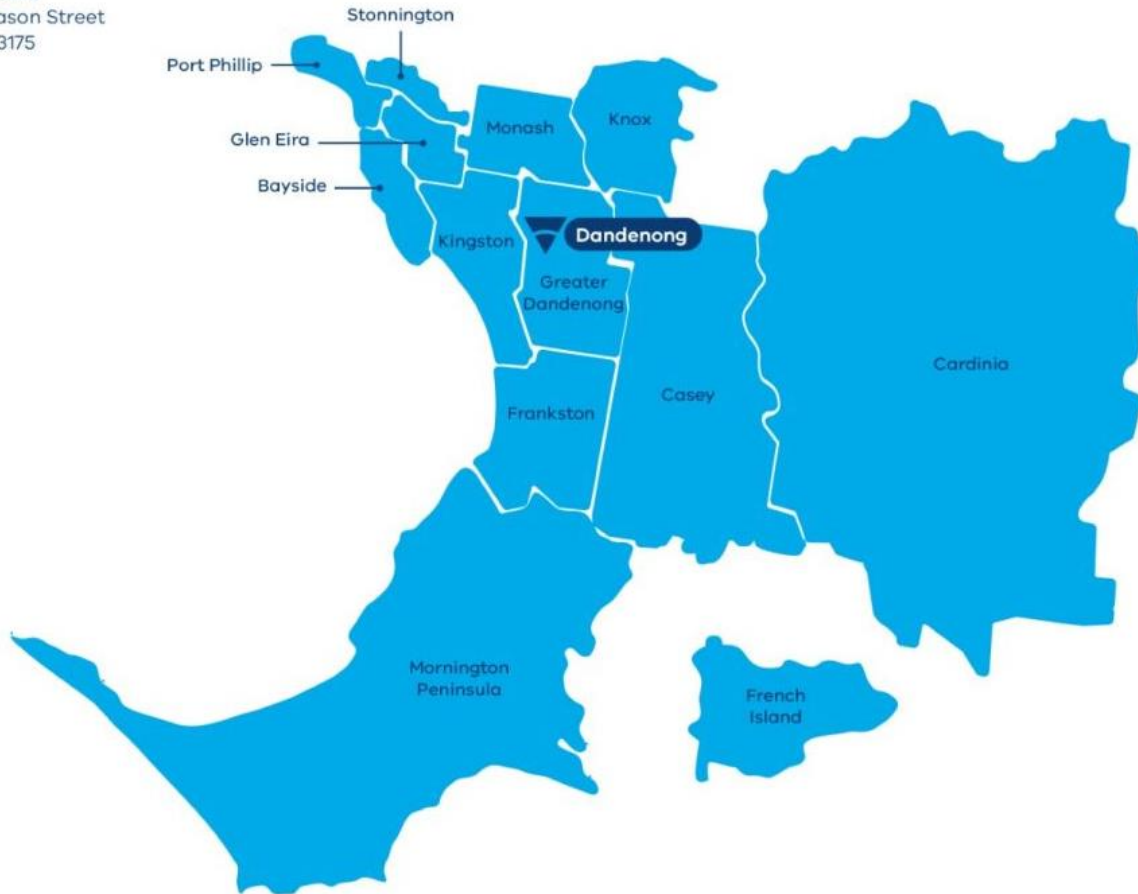 ason Street
3175
Stonnington
Port Phillip
Glen Eira
Bayside
Monash
Knox
Kingston
Dandenong
Greater
Dandenong
Cardinia
Casey
Frankston
Mornington
Peninsula
French
Island